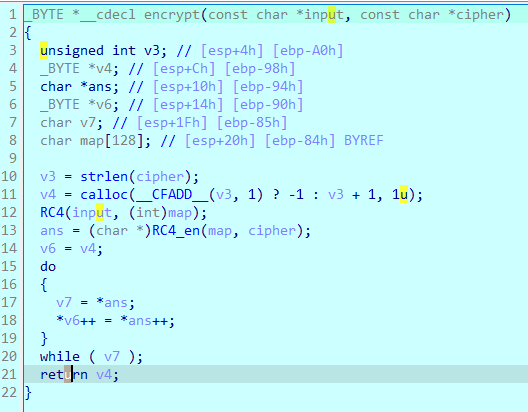 1 _BYTE *__cdecl encrypt(const char *input, const char *cipher)
2 {
3 unsigned int v3; // [esp+4h] [ebp-A0h]
4 _BYTE *v4; // [esp+Ch] [ebp-98h]
5 char *ans; // [esp+10h] [ebp-94h]
6 _BYTE *v6; // [esp+14h] [ebp-90h]
7 char v7; // [esp+1Fh] [ebp-85h]
8 char map[128]; // [esp+20h] [ebp-84h] BYREF
9
10 v3 = strlen(cipher);
11 v4 = calloc(__CFADD__(v3, 1) ? -1 : v3 + 1, 1u);
12 RC4(input, (int)map);
13 ans = (char *)RC4_en(map, cipher);
14 v6 = v4;
15 do
16 {
17 v7 = *ans;
18 *v6++ = *ans++;
19 }
20 while ( v7 );
21 return v4;
22 }